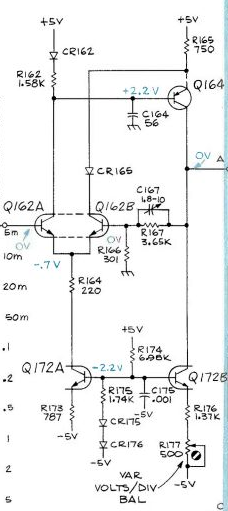 +5V
+5V
CR162
R165
750
R162
1.58K
Q164
+2.2V
C164
56
0V
A
CR165
C167
1.8-10
Q162A
Q162B
5m
0V
0V
R167
3.65K
R166
301
10m
-.7V
R164
220
20m
50m
+5V
.1
R174
6.98K
Q172A
-2.2V
Q172B
.2
R175
1.74K
C175
.001
-5V
R176
1.37K
.5
R173
787
CR175
-5V
CR176
R177
500
1
-5V
2
VAR
VOLTS/DIV
BAL
-5V
5
C